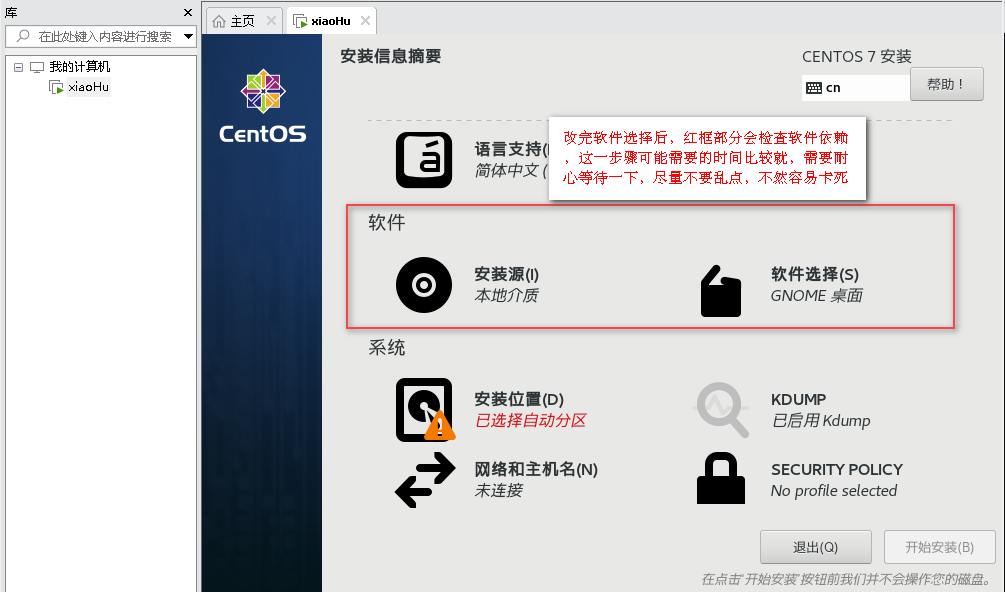 库
主页
xiaoHu
在此处键入内容进行搜索
我的计算机
xiaoHu
CentOS
安装信息摘要
CENTOS 7 安装
cn
帮助！
语言支持(
简体中文 (
改完软件选择后，红框部分会检查软件依赖
，这一步骤可能需要的时间比较就，需要耐
心等待一下，尽量不要乱点，不然容易卡死
软件
安装源(I)
本地介质
软件选择(S)
GNOME 桌面
系统
安装位置(D)
已选择自动分区
KDUMP
已启用 Kdump
网络和主机名(N)
未连接
SECURITY POLICY
No profile selected
退出(Q)
开始安装(B)
在点击“开始安装”按钮前我们并不会操作您的磁盘。